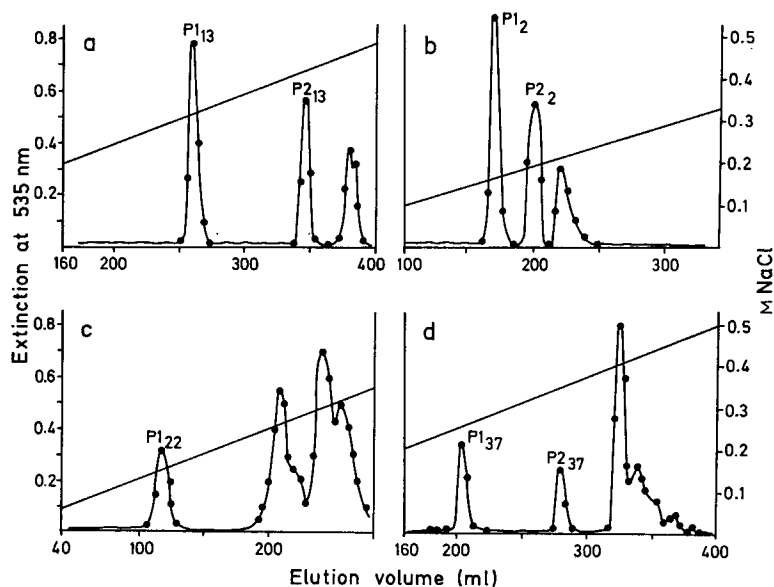 a
P1₁₃
P2₁₃
0.8
0.6
0.4
0.2
160
200
300
400
b
P1₂
P2₂
0.5
0.4
0.3
0.2
0.1
100
200
300
c
P1₂₂
0.8
0.6
0.4
0.2
40
100
200
d
P1₃₇
P2₃₇
0.5
0.4
0.3
0.2
0.1
160
200
300
400
Extinction at 535 nm
M NaCl
Elution volume (ml)